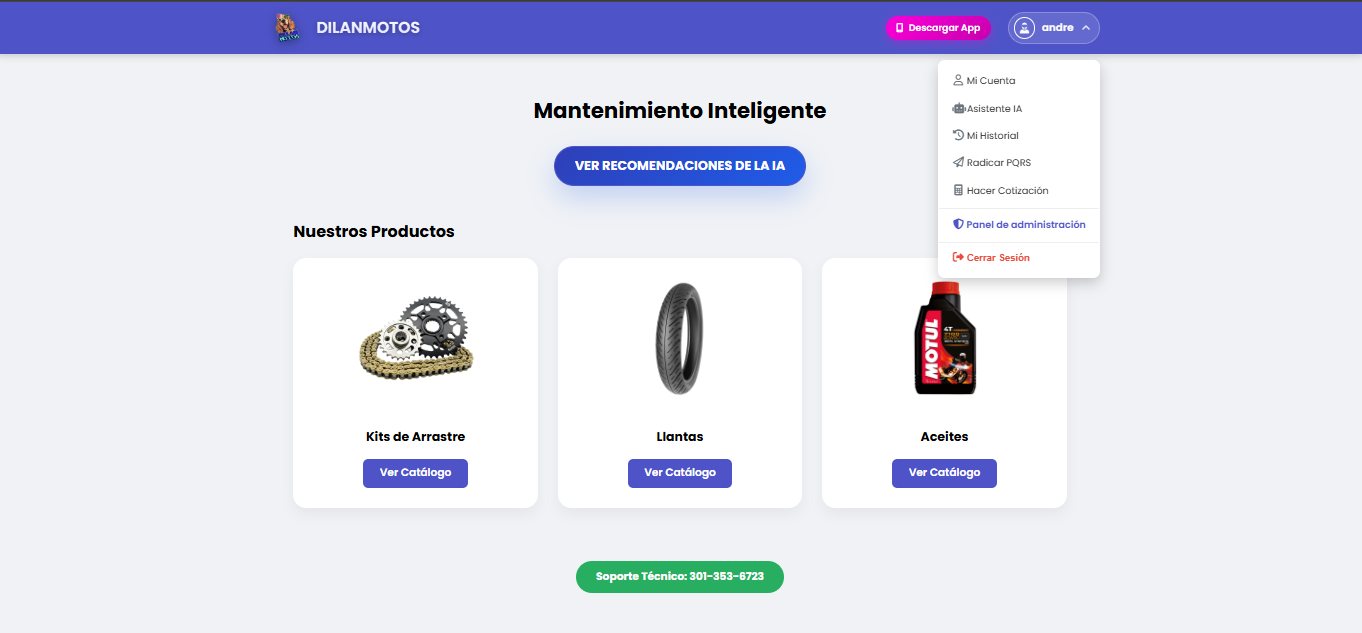 DILANMOTOS
Descargar App
andre
Mi Cuenta
Asistente IA
Mi Historial
Radicar PQRS
Hacer Cotización
Panel de administración
Cerrar Sesión
Mantenimiento Inteligente
VER RECOMENDACIONES DE LA IA
Nuestros Productos
MOTUL
4T
Kits de Arrastre
Llantas
Aceites
Ver Catálogo
Ver Catálogo
Ver Catálogo
Soporte Técnico: 301-353-6723